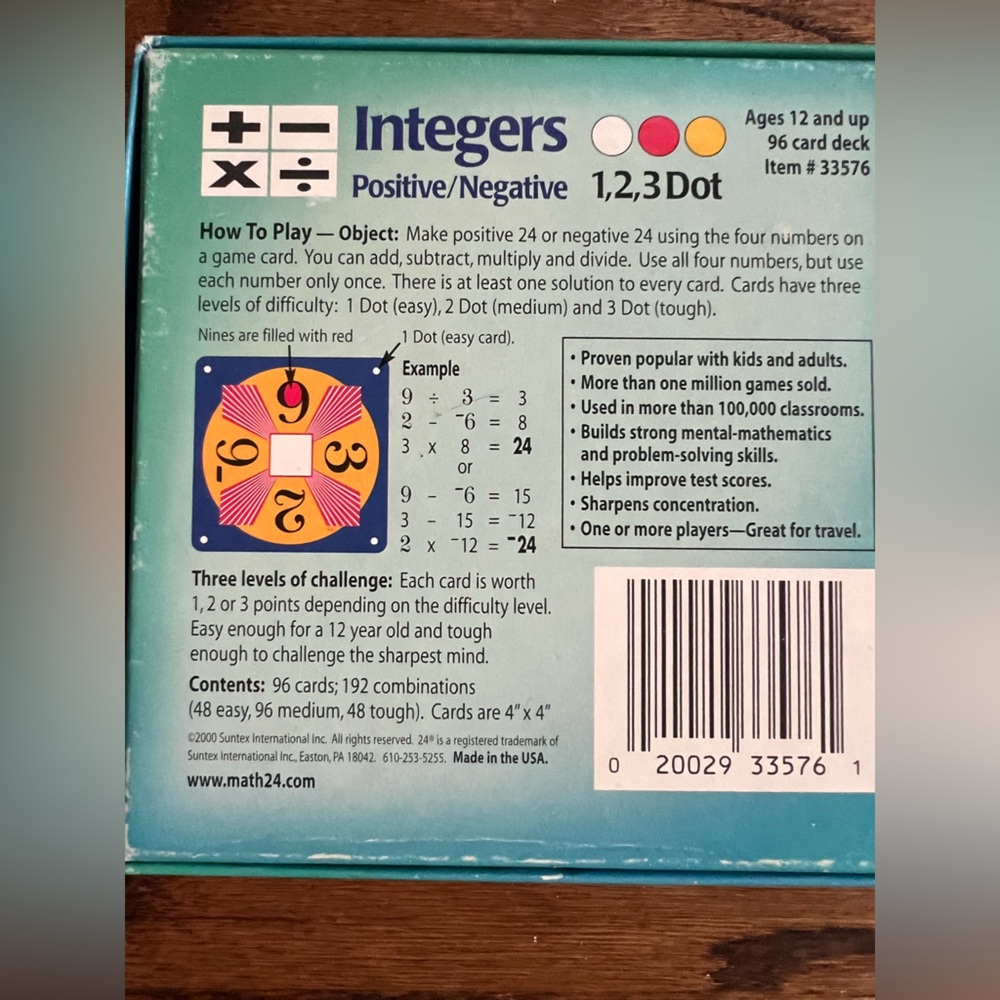 + −
× ÷
Integers
Positive/Negative 1,2,3 Dot
Ages 12 and up
96 card deck
Item # 33576
How To Play — Object: Make positive 24 or negative 24 using the four numbers on
a game card. You can add, subtract, multiply and divide. Use all four numbers, but use
each number only once. There is at least one solution to every card. Cards have three
levels of difficulty: 1 Dot (easy), 2 Dot (medium) and 3 Dot (tough).
Nines are filled with red
1 Dot (easy card).
9
-6
3
2
Example
9 ÷ 3 = 3
2 − ⁻6 = 8
3 x 8 = 24
or
9 − ⁻6 = 15
3 − 15 = ⁻12
2 x ⁻12 = ⁻24
• Proven popular with kids and adults.
• More than one million games sold.
• Used in more than 100,000 classrooms.
• Builds strong mental-mathematics
and problem-solving skills.
• Helps improve test scores.
• Sharpens concentration.
• One or more players—Great for travel.
Three levels of challenge: Each card is worth
1, 2 or 3 points depending on the difficulty level.
Easy enough for a 12 year old and tough
enough to challenge the sharpest mind.
Contents: 96 cards; 192 combinations
(48 easy, 96 medium, 48 tough). Cards are 4" x 4"
©2000 Suntex International Inc. All rights reserved. 24® is a registered trademark of
Suntex International Inc., Easton, PA 18042. 610-253-5255. Made in the USA.
www.math24.com
0 20029 33576 1